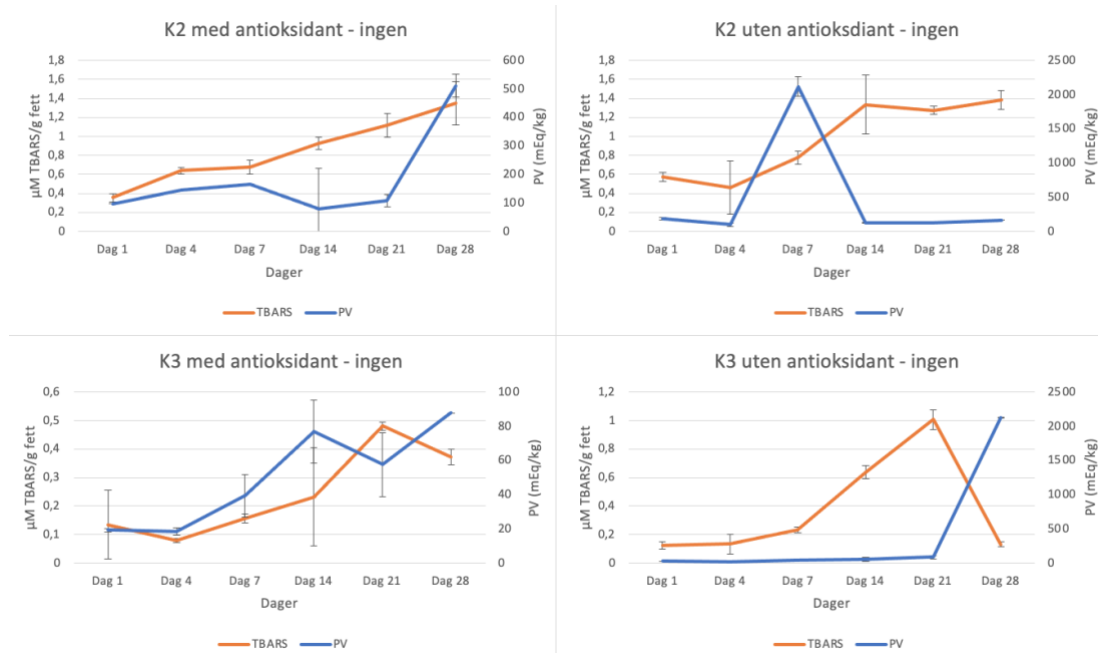 K2 med antioksidant - ingen
µM TBARS/g fett
1,8
1,6
1,4
1,2
1
0,8
0,6
0,4
0,2
0
600
500
400
300
200
100
0
PV (mEq/kg)
Dag 1 Dag 4 Dag 7 Dag 14 Dag 21 Dag 28
Dager
TBARS PV
K2 uten antioksdiant - ingen
µM TBARS/g fett
1,8
1,6
1,4
1,2
1
0,8
0,6
0,4
0,2
0
2500
2000
1500
1000
500
0
PV (mEq/kg)
Dag 1 Dag 4 Dag 7 Dag 14 Dag 21 Dag 28
Dager
TBARS PV
K3 med antioksidant - ingen
µM TBARS/g fett
0,6
0,5
0,4
0,3
0,2
0,1
0
100
80
60
40
20
0
PV (mEq/kg)
Dag 1 Dag 4 Dag 7 Dag 14 Dag 21 Dag 28
Dager
TBARS PV
K3 uten antioksidant - ingen
µM TBARS/g fett
1,2
1
0,8
0,6
0,4
0,2
0
2500
2000
1500
1000
500
0
PV (mEq/kg)
Dag 1 Dag 4 Dag 7 Dag 14 Dag 21 Dag 28
Dager
TBARS PV